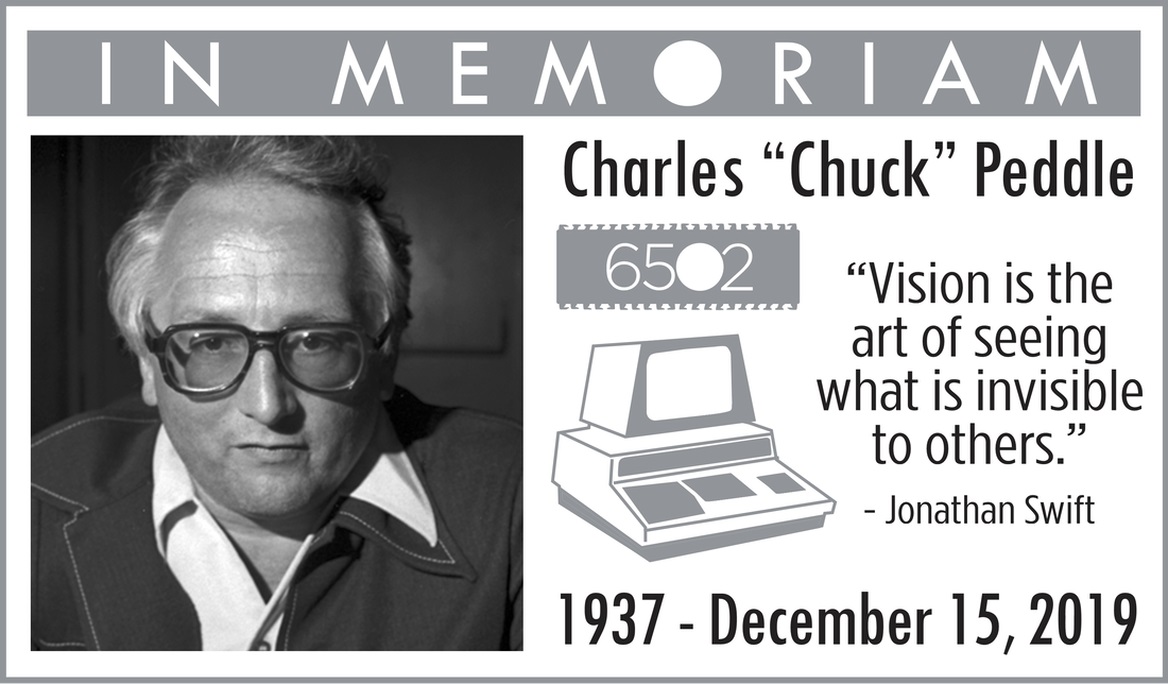 IN MEMORIAM
Charles “Chuck” Peddle
6502
“Vision is the
art of seeing
what is invisible
to others.”
- Jonathan Swift
1937 - December 15, 2019